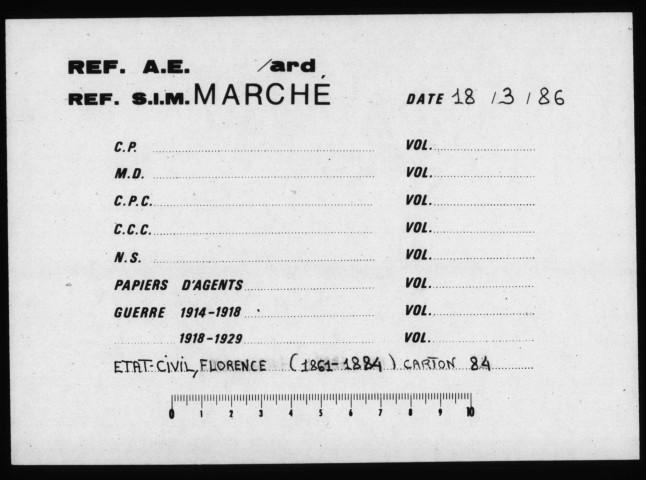 REF. A.E. /ard
REF. S.I.M. MARCHÉ DATE 18 / 3 / 86
C.P. VOL.
M.D. VOL.
C.P.C. VOL.
C.C.C. VOL.
N.S. VOL.
PAPIERS D'AGENTS VOL.
GUERRE 1914-1918 VOL.
1918-1929 VOL.
ETAT-CIVIL, FLORENCE (1861-1884) CARTON 84
0 1 2 3 4 5 6 7 8 9 10